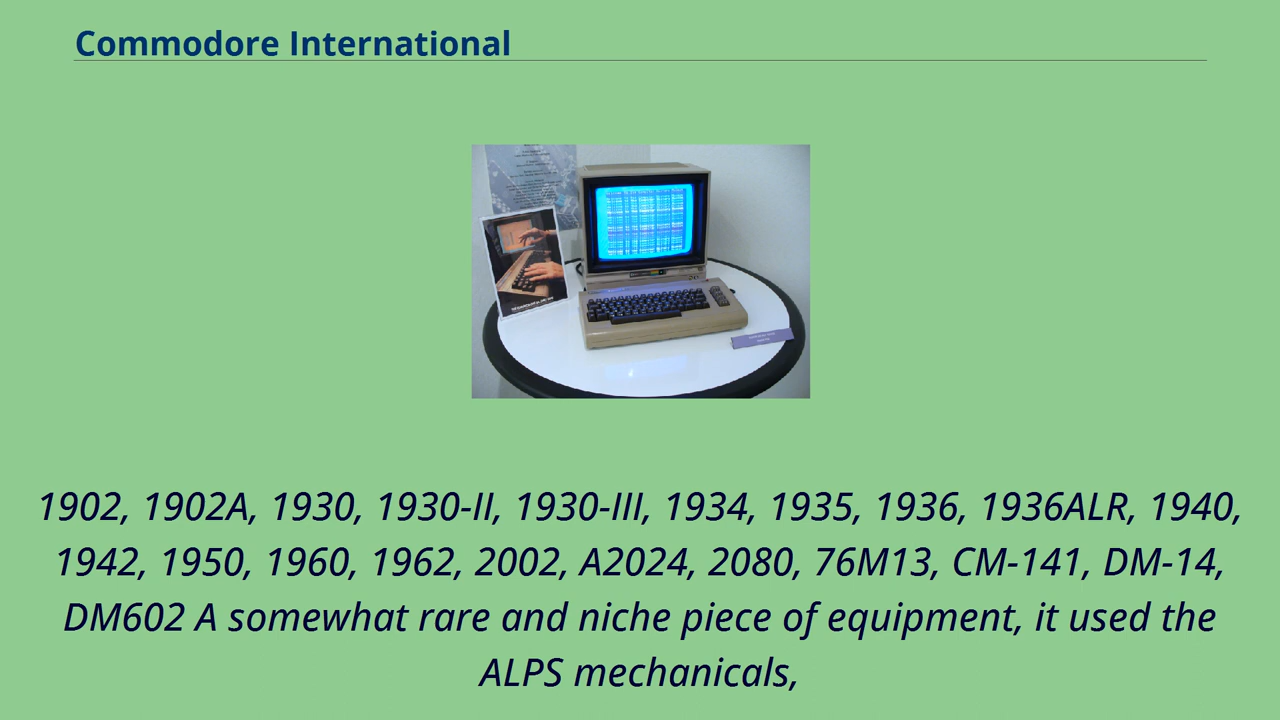 Commodore International
1902, 1902A, 1930, 1930-II, 1930-III, 1934, 1935, 1936, 1936ALR, 1940,
1942, 1950, 1960, 1962, 2002, A2024, 2080, 76M13, CM-141, DM-14,
DM602 A somewhat rare and niche piece of equipment, it used the
ALPS mechanicals,